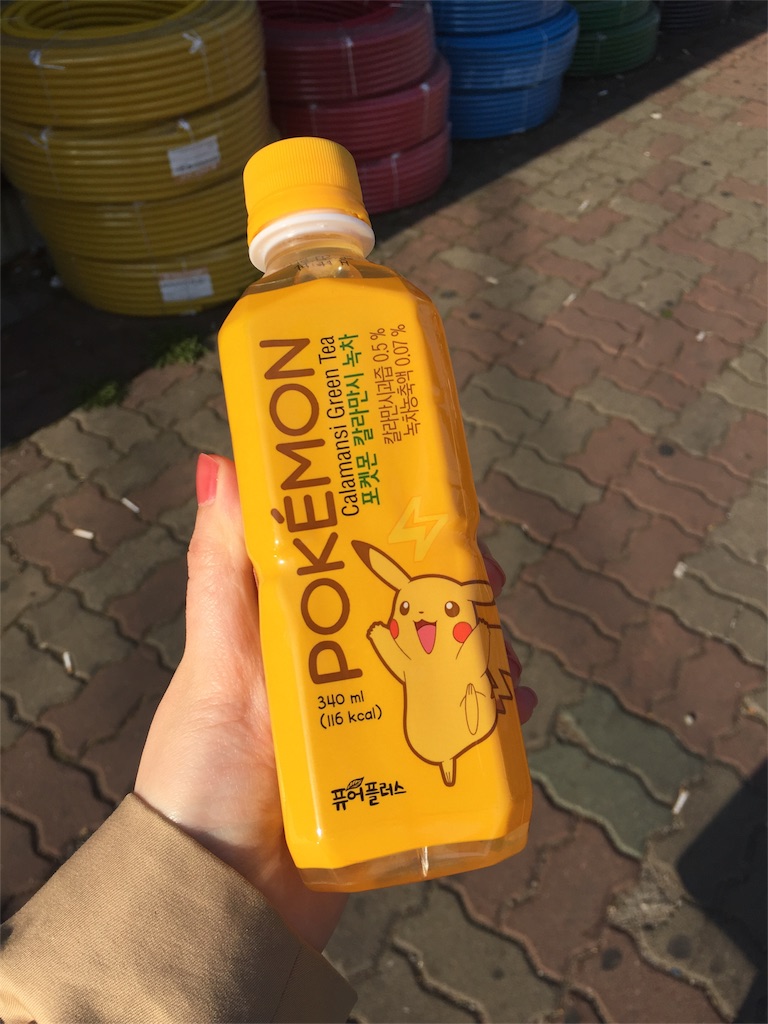 POKÉMON
Calamansi Green Tea
포켓몬 칼라만시 녹차
칼라만시과즙 0.5 %
녹차농축액 0.07 %
340 ml
(116 kcal)
퓨어플러스